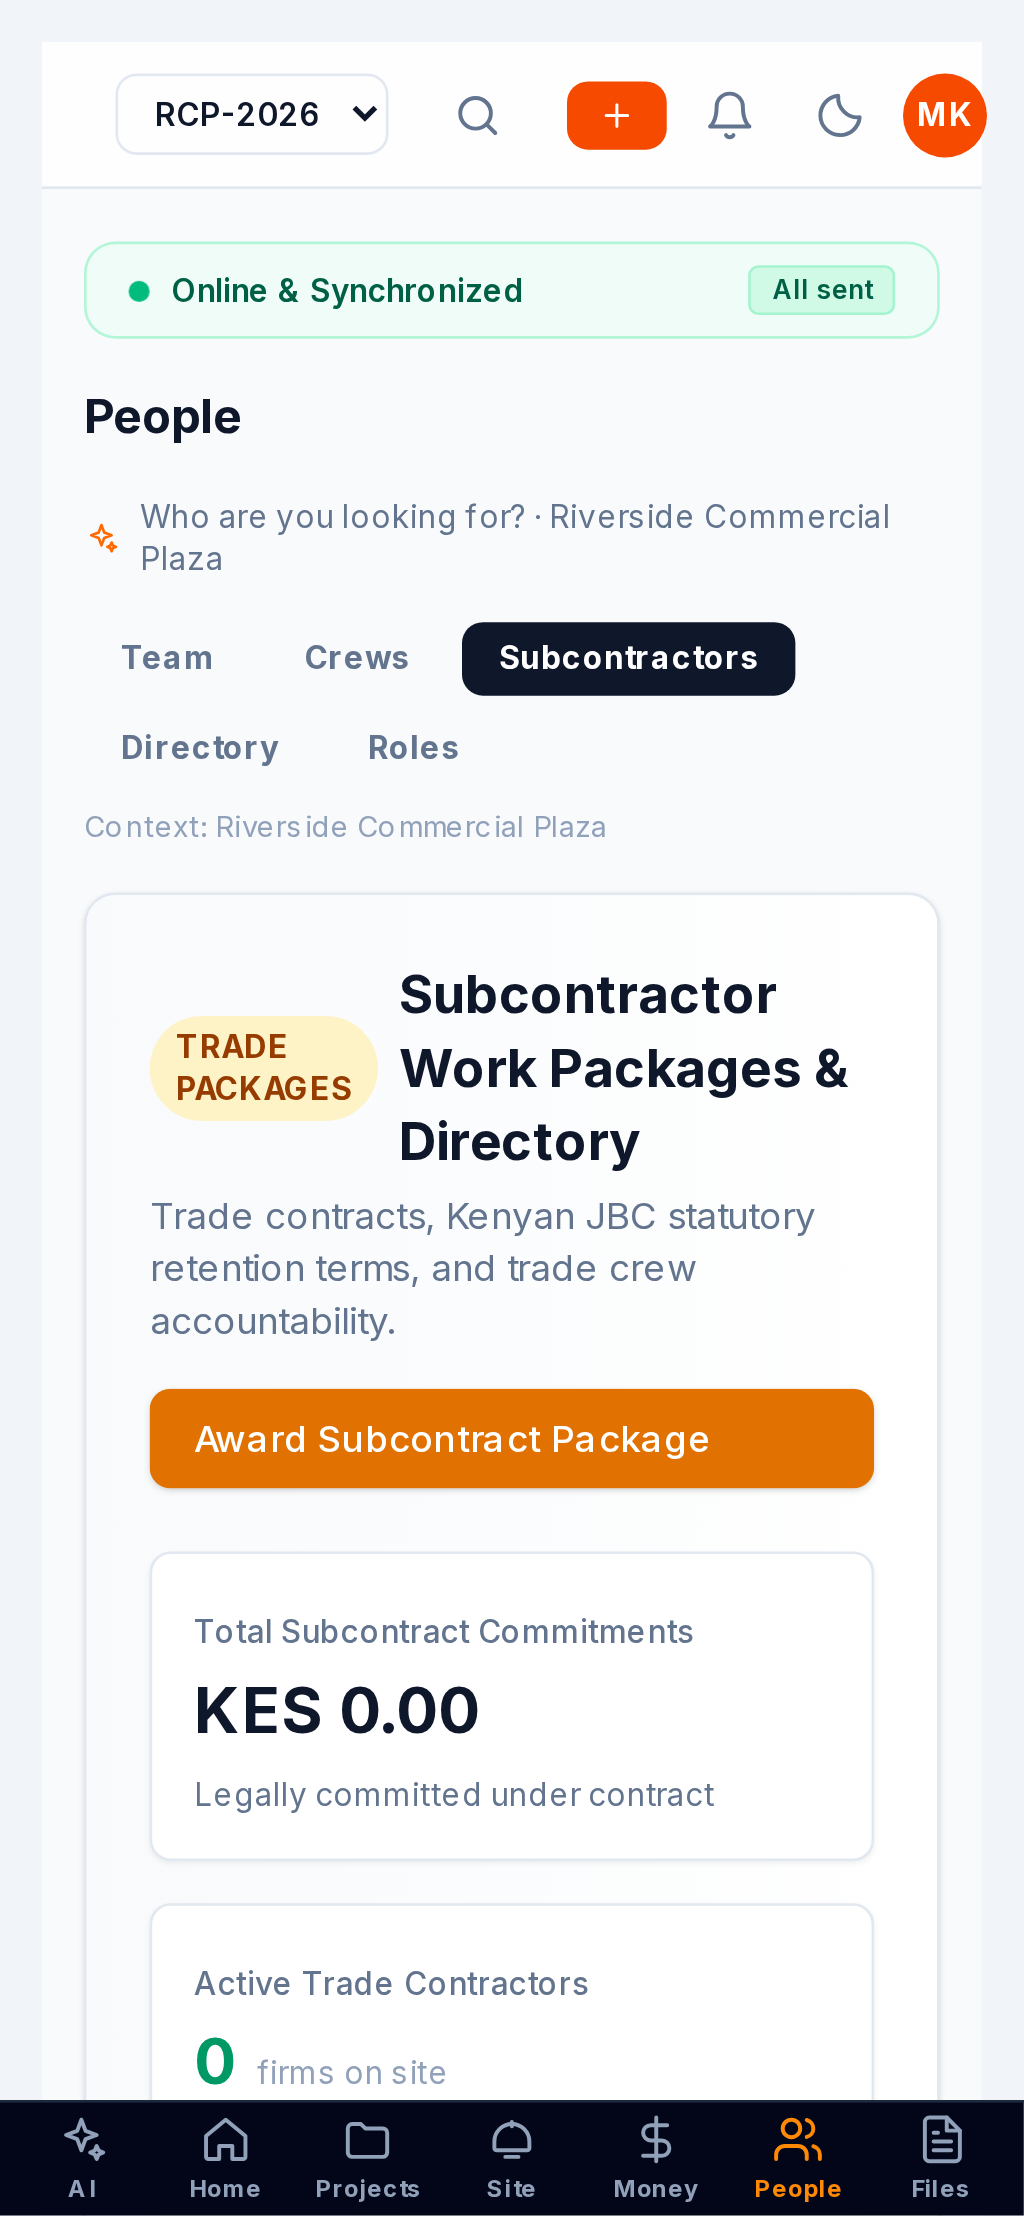 RCP-2026
MK
Online & Synchronized
All sent
People
Who are you looking for? · Riverside Commercial
Plaza
Team
Crews
Subcontractors
Directory
Roles
Context: Riverside Commercial Plaza
TRADE
PACKAGES
Subcontractor
Work Packages &
Directory
Trade contracts, Kenyan JBC statutory
retention terms, and trade crew
accountability.
Award Subcontract Package
Total Subcontract Commitments
KES 0.00
Legally committed under contract
Active Trade Contractors
0 firms on site
AI
Home
Projects
Site
Money
People
Files